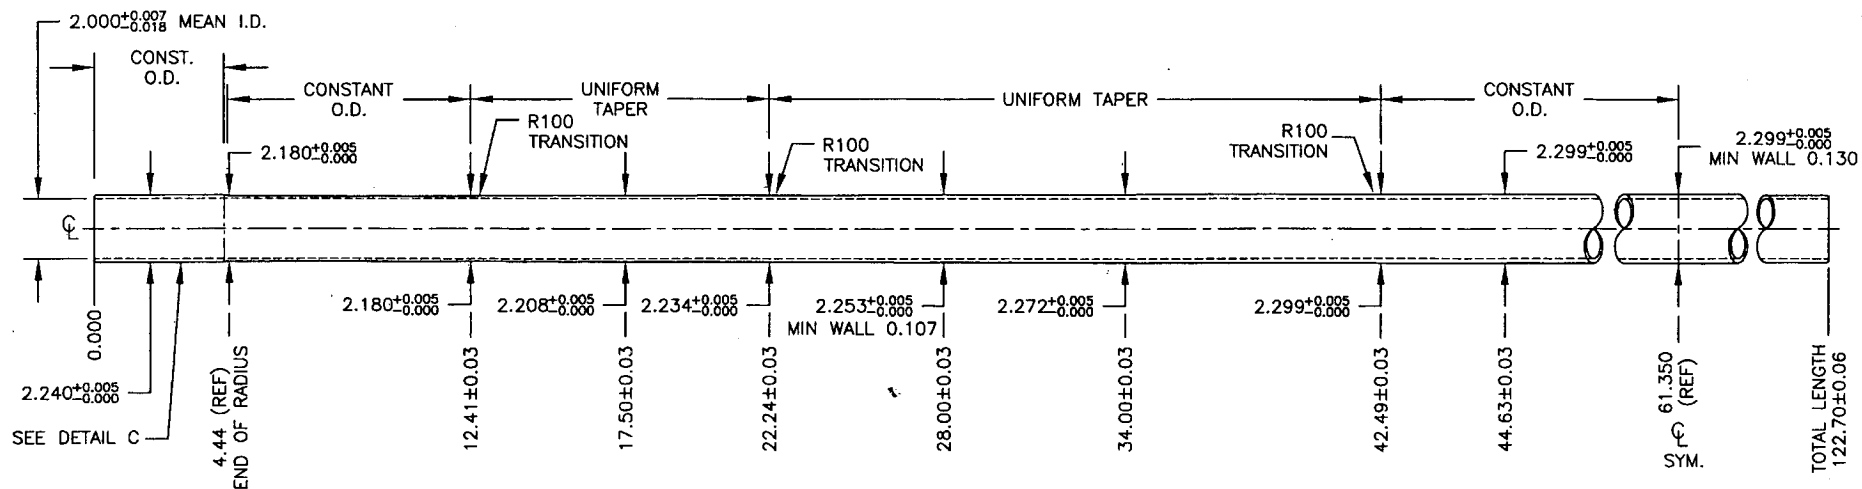 2.000+0.007 -0.018 MEAN I.D.
CONST.
O.D.
CONSTANT
O.D.
UNIFORM
TAPER
UNIFORM TAPER
CONSTANT
O.D.
R100
TRANSITION
R100
TRANSITION
R100
TRANSITION
2.180+0.005 -0.000
2.299+0.005 -0.000
2.299+0.005 -0.000
MIN WALL 0.130
℄
2.180+0.005 -0.000
2.208+0.005 -0.000
2.234+0.005 -0.000
2.253+0.005 -0.000
MIN WALL 0.107
2.272+0.005 -0.000
2.299+0.005 -0.000
2.240+0.005 -0.000
SEE DETAIL C
0.000
4.44 (REF)
END OF RADIUS
12.41±0.03
17.50±0.03
22.24±0.03
28.00±0.03
34.00±0.03
42.49±0.03
44.63±0.03
61.350
(REF)
℄
SYM.
TOTAL LENGTH
122.70±0.06